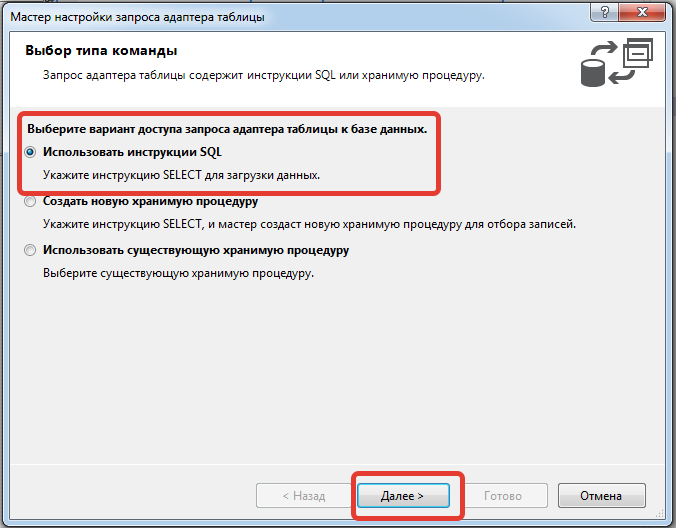 Мастер настройки запроса адаптера таблицы
Выбор типа команды
Запрос адаптера таблицы содержит инструкции SQL или хранимую процедуру.
Выберите вариант доступа запроса адаптера таблицы к базе данных.
Использовать инструкции SQL
Укажите инструкцию SELECT для загрузки данных.
Создать новую хранимую процедуру
Укажите инструкцию SELECT, и мастер создаст новую хранимую процедуру для отбора записей.
Использовать существующую хранимую процедуру
Выберите существующую хранимую процедуру.
< Назад Далее > Готово Отмена